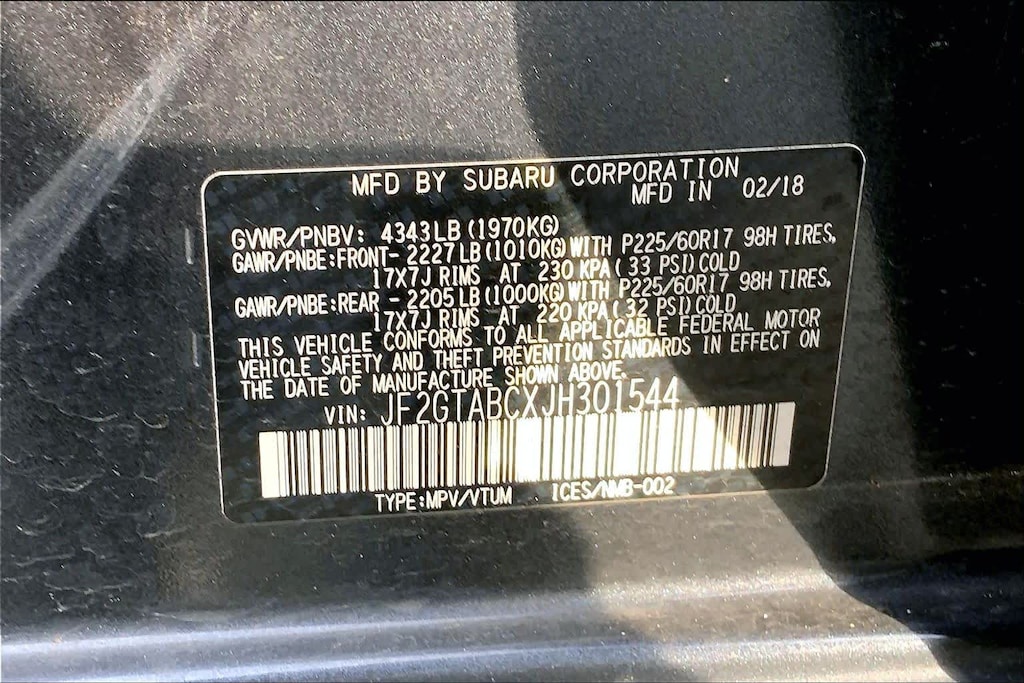 MFD BY SUBARU CORPORATION
MFD IN 02/18
GVWR/PNBV: 4343LB (1970KG)
GAWR/PNBE:FRONT- 2227LB (1010KG)WITH P225/60R17 98H TIRES,
17X7J RIMS AT 230 KPA( 33 PSI)COLD
GAWR/PNBE:REAR - 2205LB (1000KG)WITH P225/60R17 98H TIRES,
17X7J RIMS AT 220 KPA( 32 PSI)COLD
THIS VEHICLE CONFORMS TO ALL APPLICABLE FEDERAL MOTOR
VEHICLE SAFETY AND THEFT PREVENTION STANDARDS IN EFFECT ON
THE DATE OF MANUFACTURE SHOWN ABOVE.
VIN: JF2GTABCXJH301544
TYPE:MPV/VTUM ICES/NMB-002